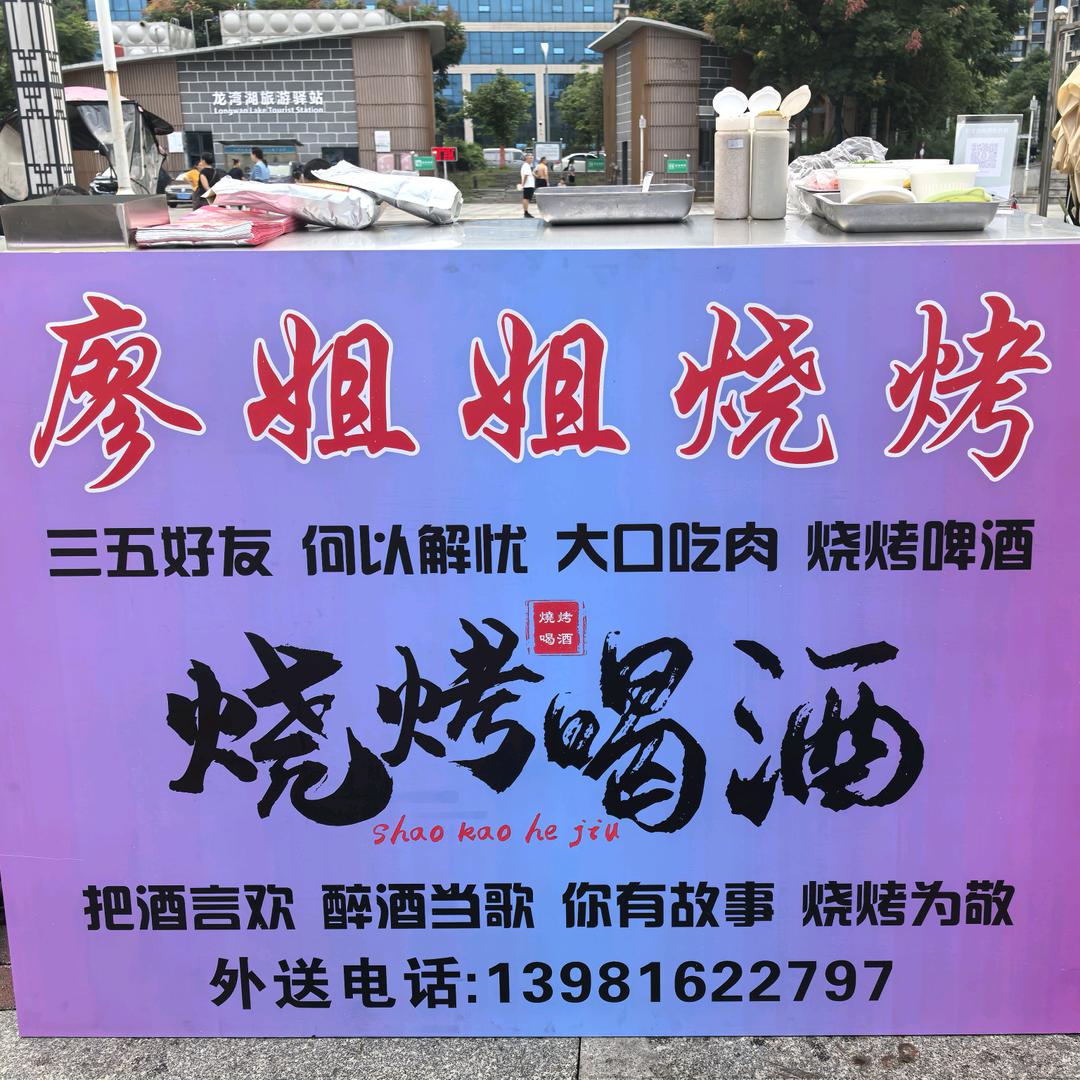 龙湾湖旅游驿站
Longwan Lake Tourist Station
廖姐姐烧烤
三五好友 何以解忧 大口吃肉 烧烤啤酒
燒烤
喝酒
烧烤喝酒
shao kao he jiu
把酒言欢 醉酒当歌 你有故事 烧烤为敬
外送电话:13981622797